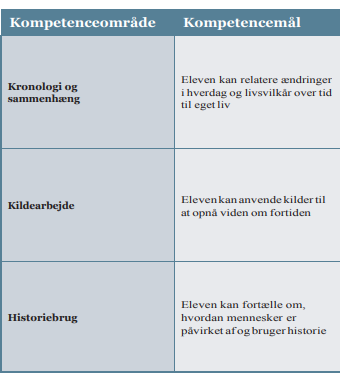 Kompetenceområde Kompetencemål
Kronologi og
sammenhæng
Eleven kan relatere ændringer
i hverdag og livsvilkår over tid
til eget liv
Kildearbejde
Eleven kan anvende kilder til
at opnå viden om fortiden
Historiebrug
Eleven kan fortælle om,
hvordan mennesker er
påvirket af og bruger historie